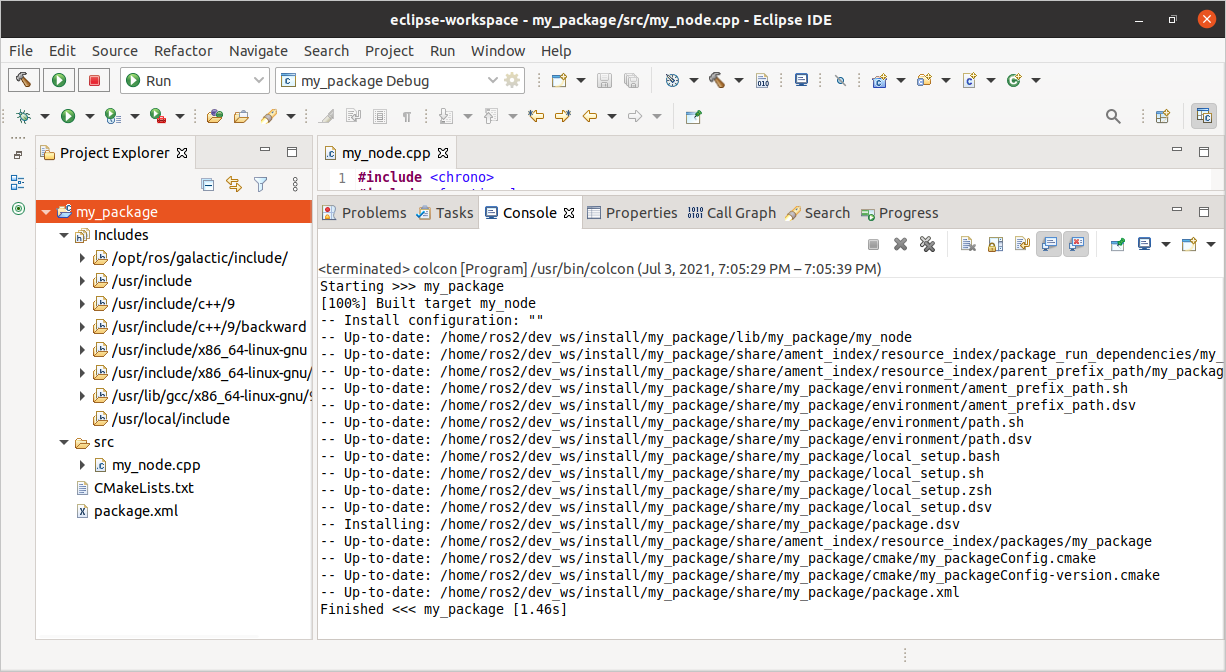 eclipse-workspace - my_package/src/my_node.cpp - Eclipse IDE
File Edit Source Refactor Navigate Search Project Run Window Help
Run my_package Debug
Project Explorer
my_package
Includes
/opt/ros/galactic/include/
/usr/include
/usr/include/c++/9
/usr/include/c++/9/backward
/usr/include/x86_64-linux-gnu
/usr/include/x86_64-linux-gnu/
/usr/lib/gcc/x86_64-linux-gnu/9
/usr/local/include
src
my_node.cpp
CMakeLists.txt
package.xml
my_node.cpp
1 #include <chrono>
Problems Tasks Console Properties Call Graph Search Progress
<terminated> colcon [Program] /usr/bin/colcon (Jul 3, 2021, 7:05:29 PM – 7:05:39 PM)
Starting >>> my_package
[100%] Built target my_node
-- Install configuration: ""
-- Up-to-date: /home/ros2/dev_ws/install/my_package/lib/my_package/my_node
-- Up-to-date: /home/ros2/dev_ws/install/my_package/share/ament_index/resource_index/package_run_dependencies/my_
-- Up-to-date: /home/ros2/dev_ws/install/my_package/share/ament_index/resource_index/parent_prefix_path/my_packag
-- Up-to-date: /home/ros2/dev_ws/install/my_package/share/my_package/environment/ament_prefix_path.sh
-- Up-to-date: /home/ros2/dev_ws/install/my_package/share/my_package/environment/ament_prefix_path.dsv
-- Up-to-date: /home/ros2/dev_ws/install/my_package/share/my_package/environment/path.sh
-- Up-to-date: /home/ros2/dev_ws/install/my_package/share/my_package/environment/path.dsv
-- Up-to-date: /home/ros2/dev_ws/install/my_package/share/my_package/local_setup.bash
-- Up-to-date: /home/ros2/dev_ws/install/my_package/share/my_package/local_setup.sh
-- Up-to-date: /home/ros2/dev_ws/install/my_package/share/my_package/local_setup.zsh
-- Up-to-date: /home/ros2/dev_ws/install/my_package/share/my_package/local_setup.dsv
-- Installing: /home/ros2/dev_ws/install/my_package/share/my_package/package.dsv
-- Up-to-date: /home/ros2/dev_ws/install/my_package/share/ament_index/resource_index/packages/my_package
-- Up-to-date: /home/ros2/dev_ws/install/my_package/share/my_package/cmake/my_packageConfig.cmake
-- Up-to-date: /home/ros2/dev_ws/install/my_package/share/my_package/cmake/my_packageConfig-version.cmake
-- Up-to-date: /home/ros2/dev_ws/install/my_package/share/my_package/package.xml
Finished <<< my_package [1.46s]